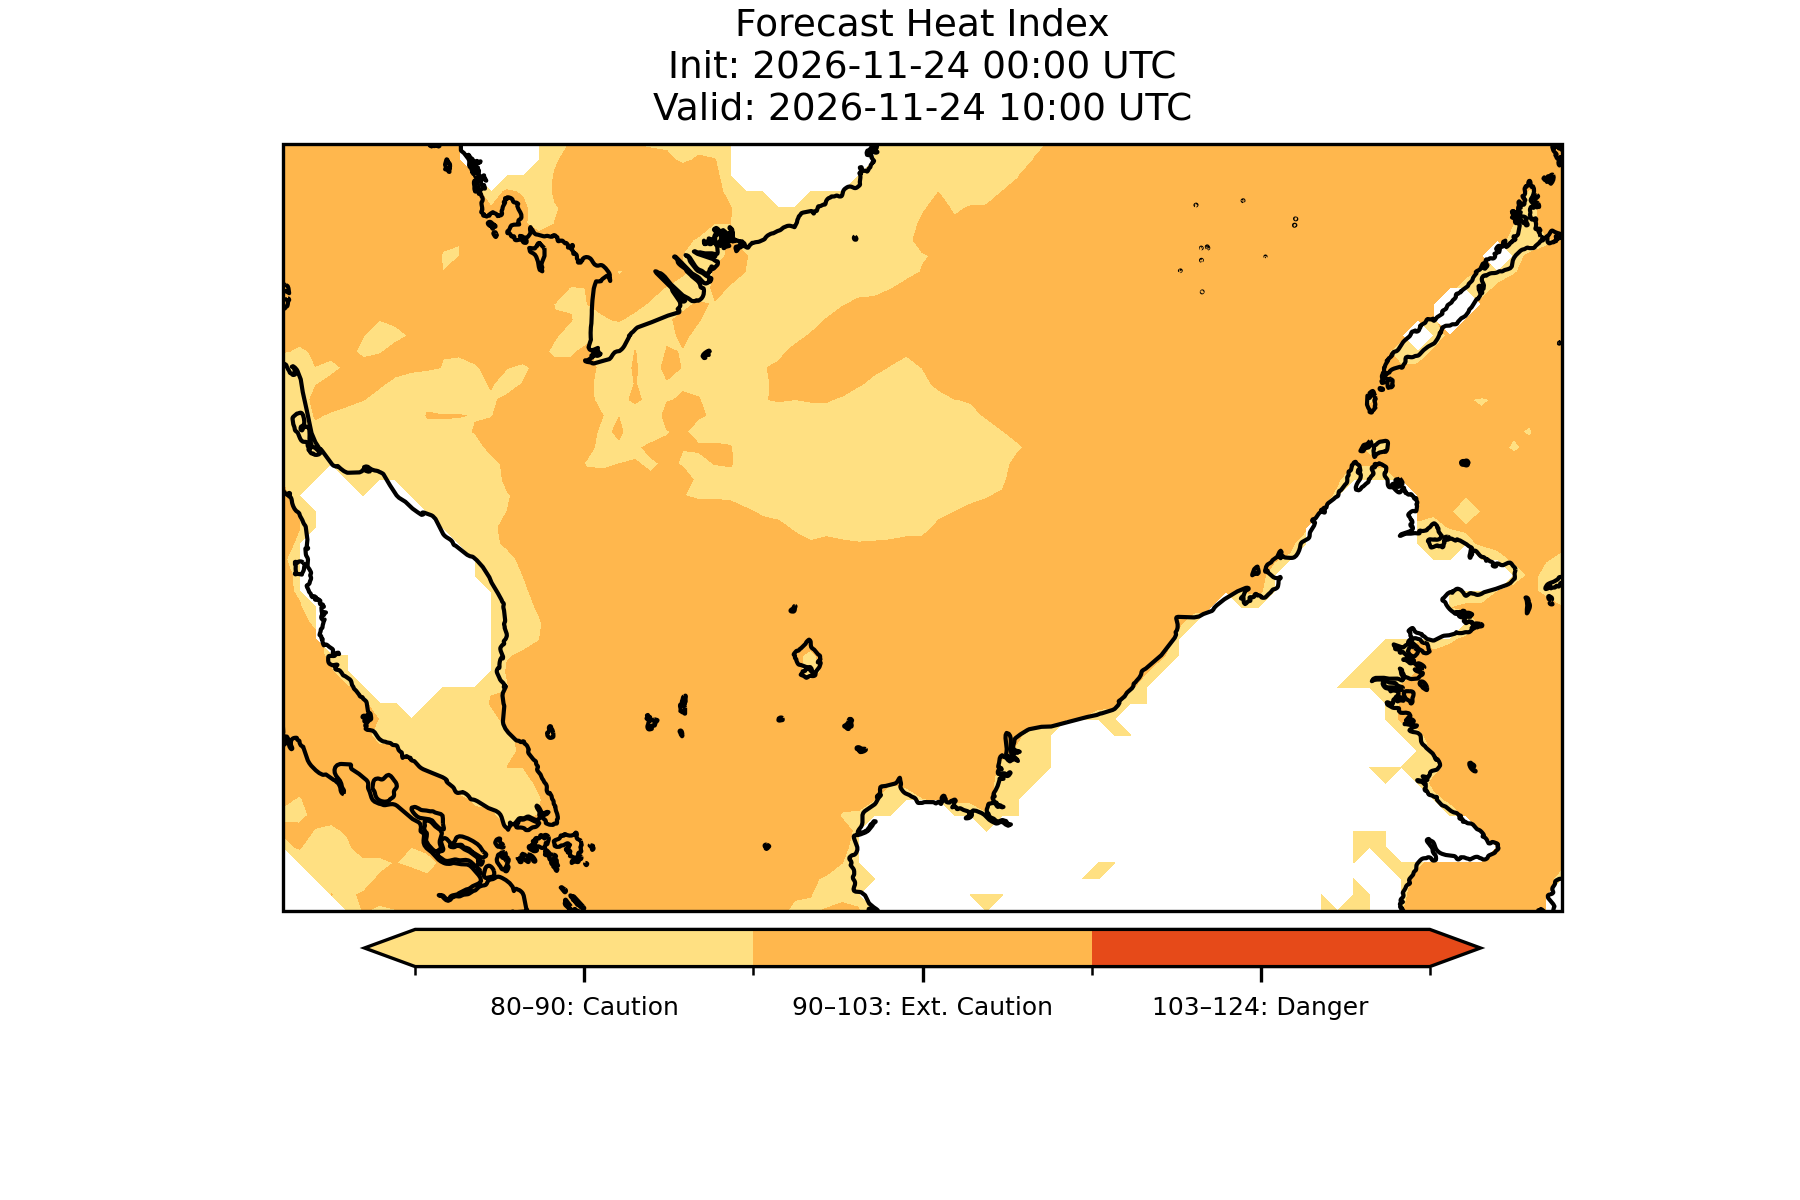 Forecast Heat Index
Init: 2026-11-24 00:00 UTC
Valid: 2026-11-24 10:00 UTC
80–90: Caution
90–103: Ext. Caution
103–124: Danger